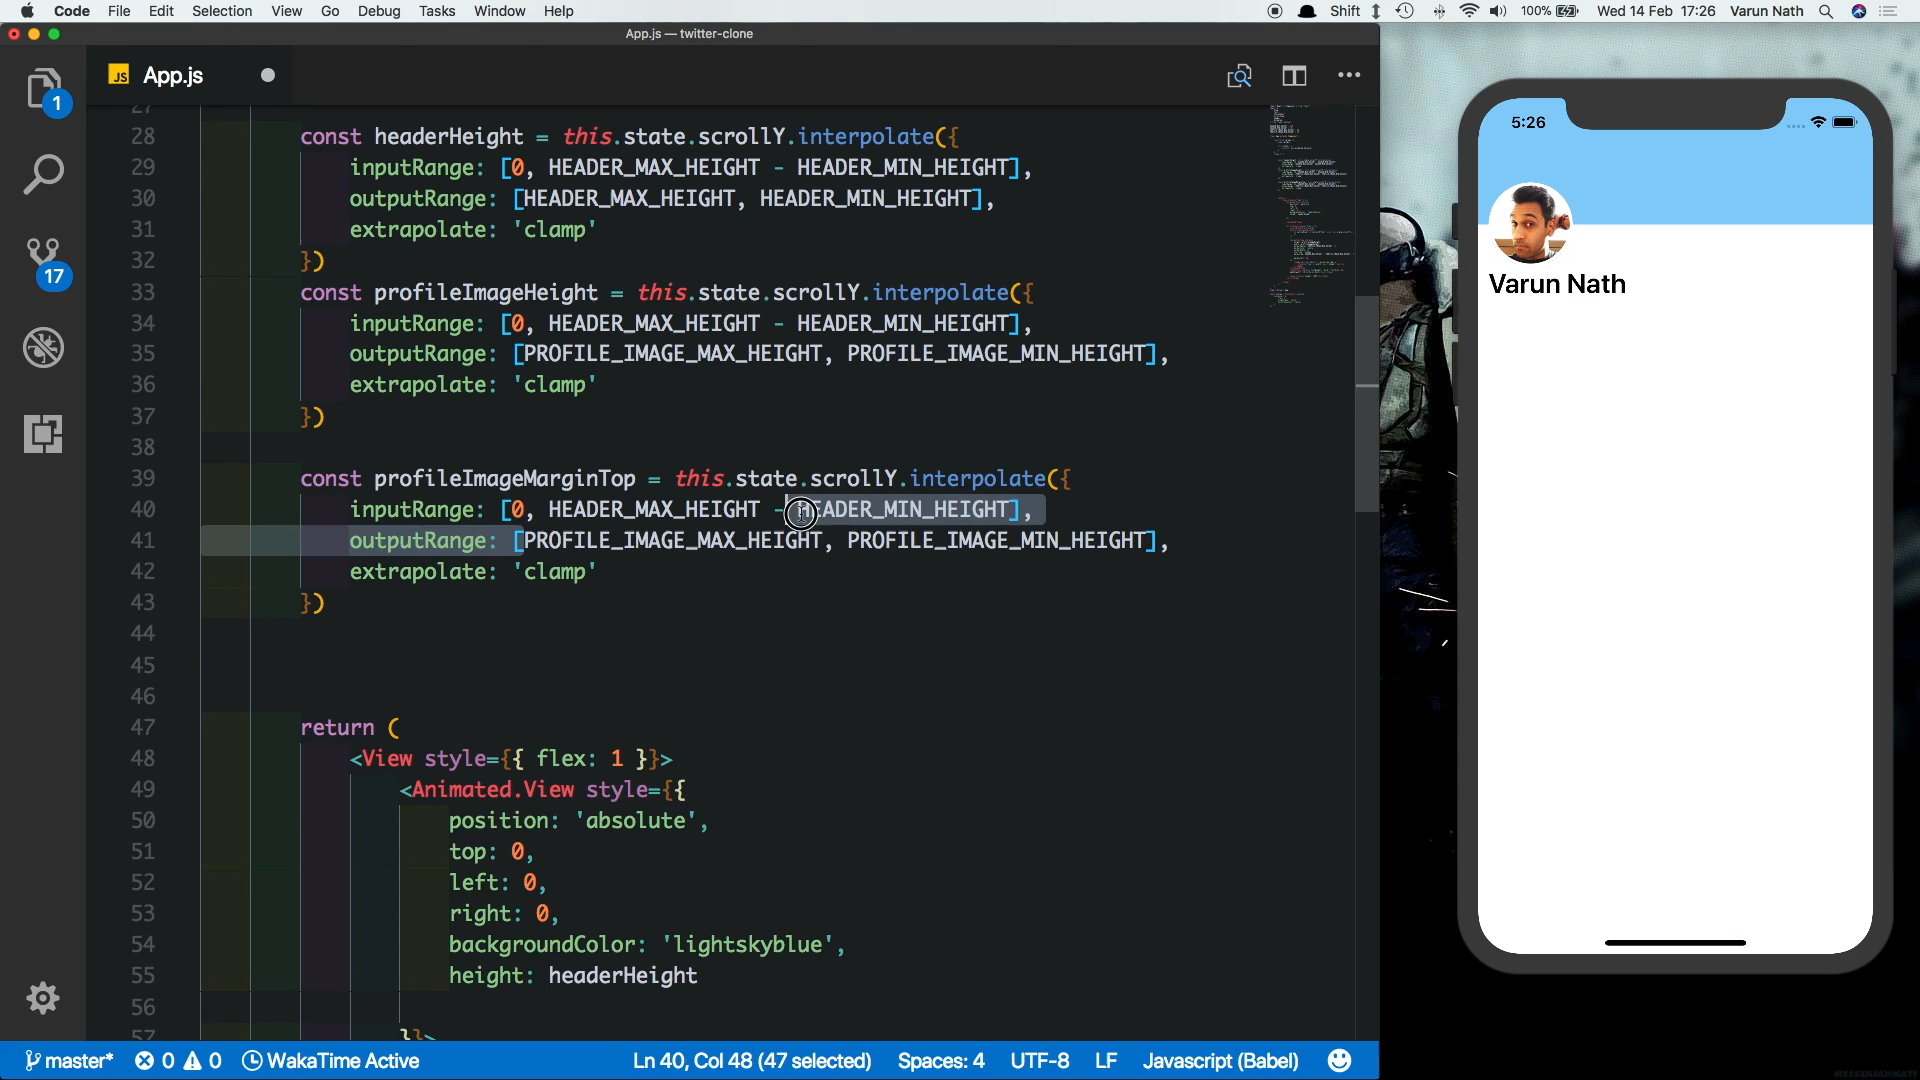 Code File Edit Selection View Go Debug Tasks Window Help Shift 100% Wed 14 Feb 17:26 Varun Nath
App.js — twitter-clone
JS App.js
1
17
27
28 const headerHeight = this.state.scrollY.interpolate({
29 inputRange: [0, HEADER_MAX_HEIGHT - HEADER_MIN_HEIGHT],
30 outputRange: [HEADER_MAX_HEIGHT, HEADER_MIN_HEIGHT],
31 extrapolate: 'clamp'
32 })
33 const profileImageHeight = this.state.scrollY.interpolate({
34 inputRange: [0, HEADER_MAX_HEIGHT - HEADER_MIN_HEIGHT],
35 outputRange: [PROFILE_IMAGE_MAX_HEIGHT, PROFILE_IMAGE_MIN_HEIGHT],
36 extrapolate: 'clamp'
37 })
38
39 const profileImageMarginTop = this.state.scrollY.interpolate({
40 inputRange: [0, HEADER_MAX_HEIGHT - HEADER_MIN_HEIGHT],
41 outputRange: [PROFILE_IMAGE_MAX_HEIGHT, PROFILE_IMAGE_MIN_HEIGHT],
42 extrapolate: 'clamp'
43 })
44
45
46
47 return (
48 <View style={{ flex: 1 }}>
49 <Animated.View style={{
50 position: 'absolute',
51 top: 0,
52 left: 0,
53 right: 0,
54 backgroundColor: 'lightskyblue',
55 height: headerHeight
56
57 }}>
master* 0 0 WakaTime Active Ln 40, Col 48 (47 selected) Spaces: 4 UTF-8 LF Javascript (Babel)
5:26
Varun Nath